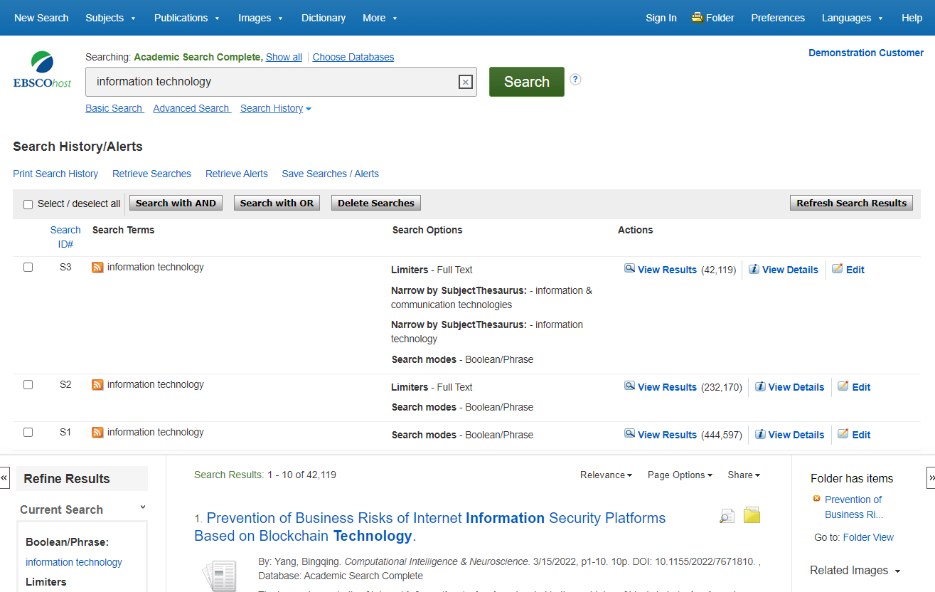 New Search Subjects Publications Images Dictionary More Sign In Folder Preferences Languages Help
Demonstration Customer
Searching: Academic Search Complete, Show all | Choose Databases
EBSCOhost
information technology
Search
?
Basic Search Advanced Search Search History
Search History/Alerts
Print Search History Retrieve Searches Retrieve Alerts Save Searches / Alerts
Select / deselect all Search with AND Search with OR Delete Searches Refresh Search Results
Search ID# Search Terms Search Options Actions
S3 information technology Limiters - Full Text View Results (42,119) View Details Edit
Narrow by SubjectThesaurus: - information &
communication technologies
Narrow by SubjectThesaurus: - information
technology
Search modes - Boolean/Phrase
S2 information technology Limiters - Full Text View Results (232,170) View Details Edit
Search modes - Boolean/Phrase
S1 information technology Search modes - Boolean/Phrase View Results (444,597) View Details Edit
«
Refine Results
Current Search
Boolean/Phrase:
information technology
Limiters
Search Results: 1 - 10 of 42,119 Relevance Page Options Share
1. Prevention of Business Risks of Internet Information Security Platforms
Based on Blockchain Technology.
By: Yang, Bingqing. Computational Intelligence & Neuroscience. 3/15/2022, p1-10. 10p. DOI: 10.1155/2022/7671810. ,
Database: Academic Search Complete
»
Folder has items
Prevention of
Business Ri...
Go to: Folder View
Related Images